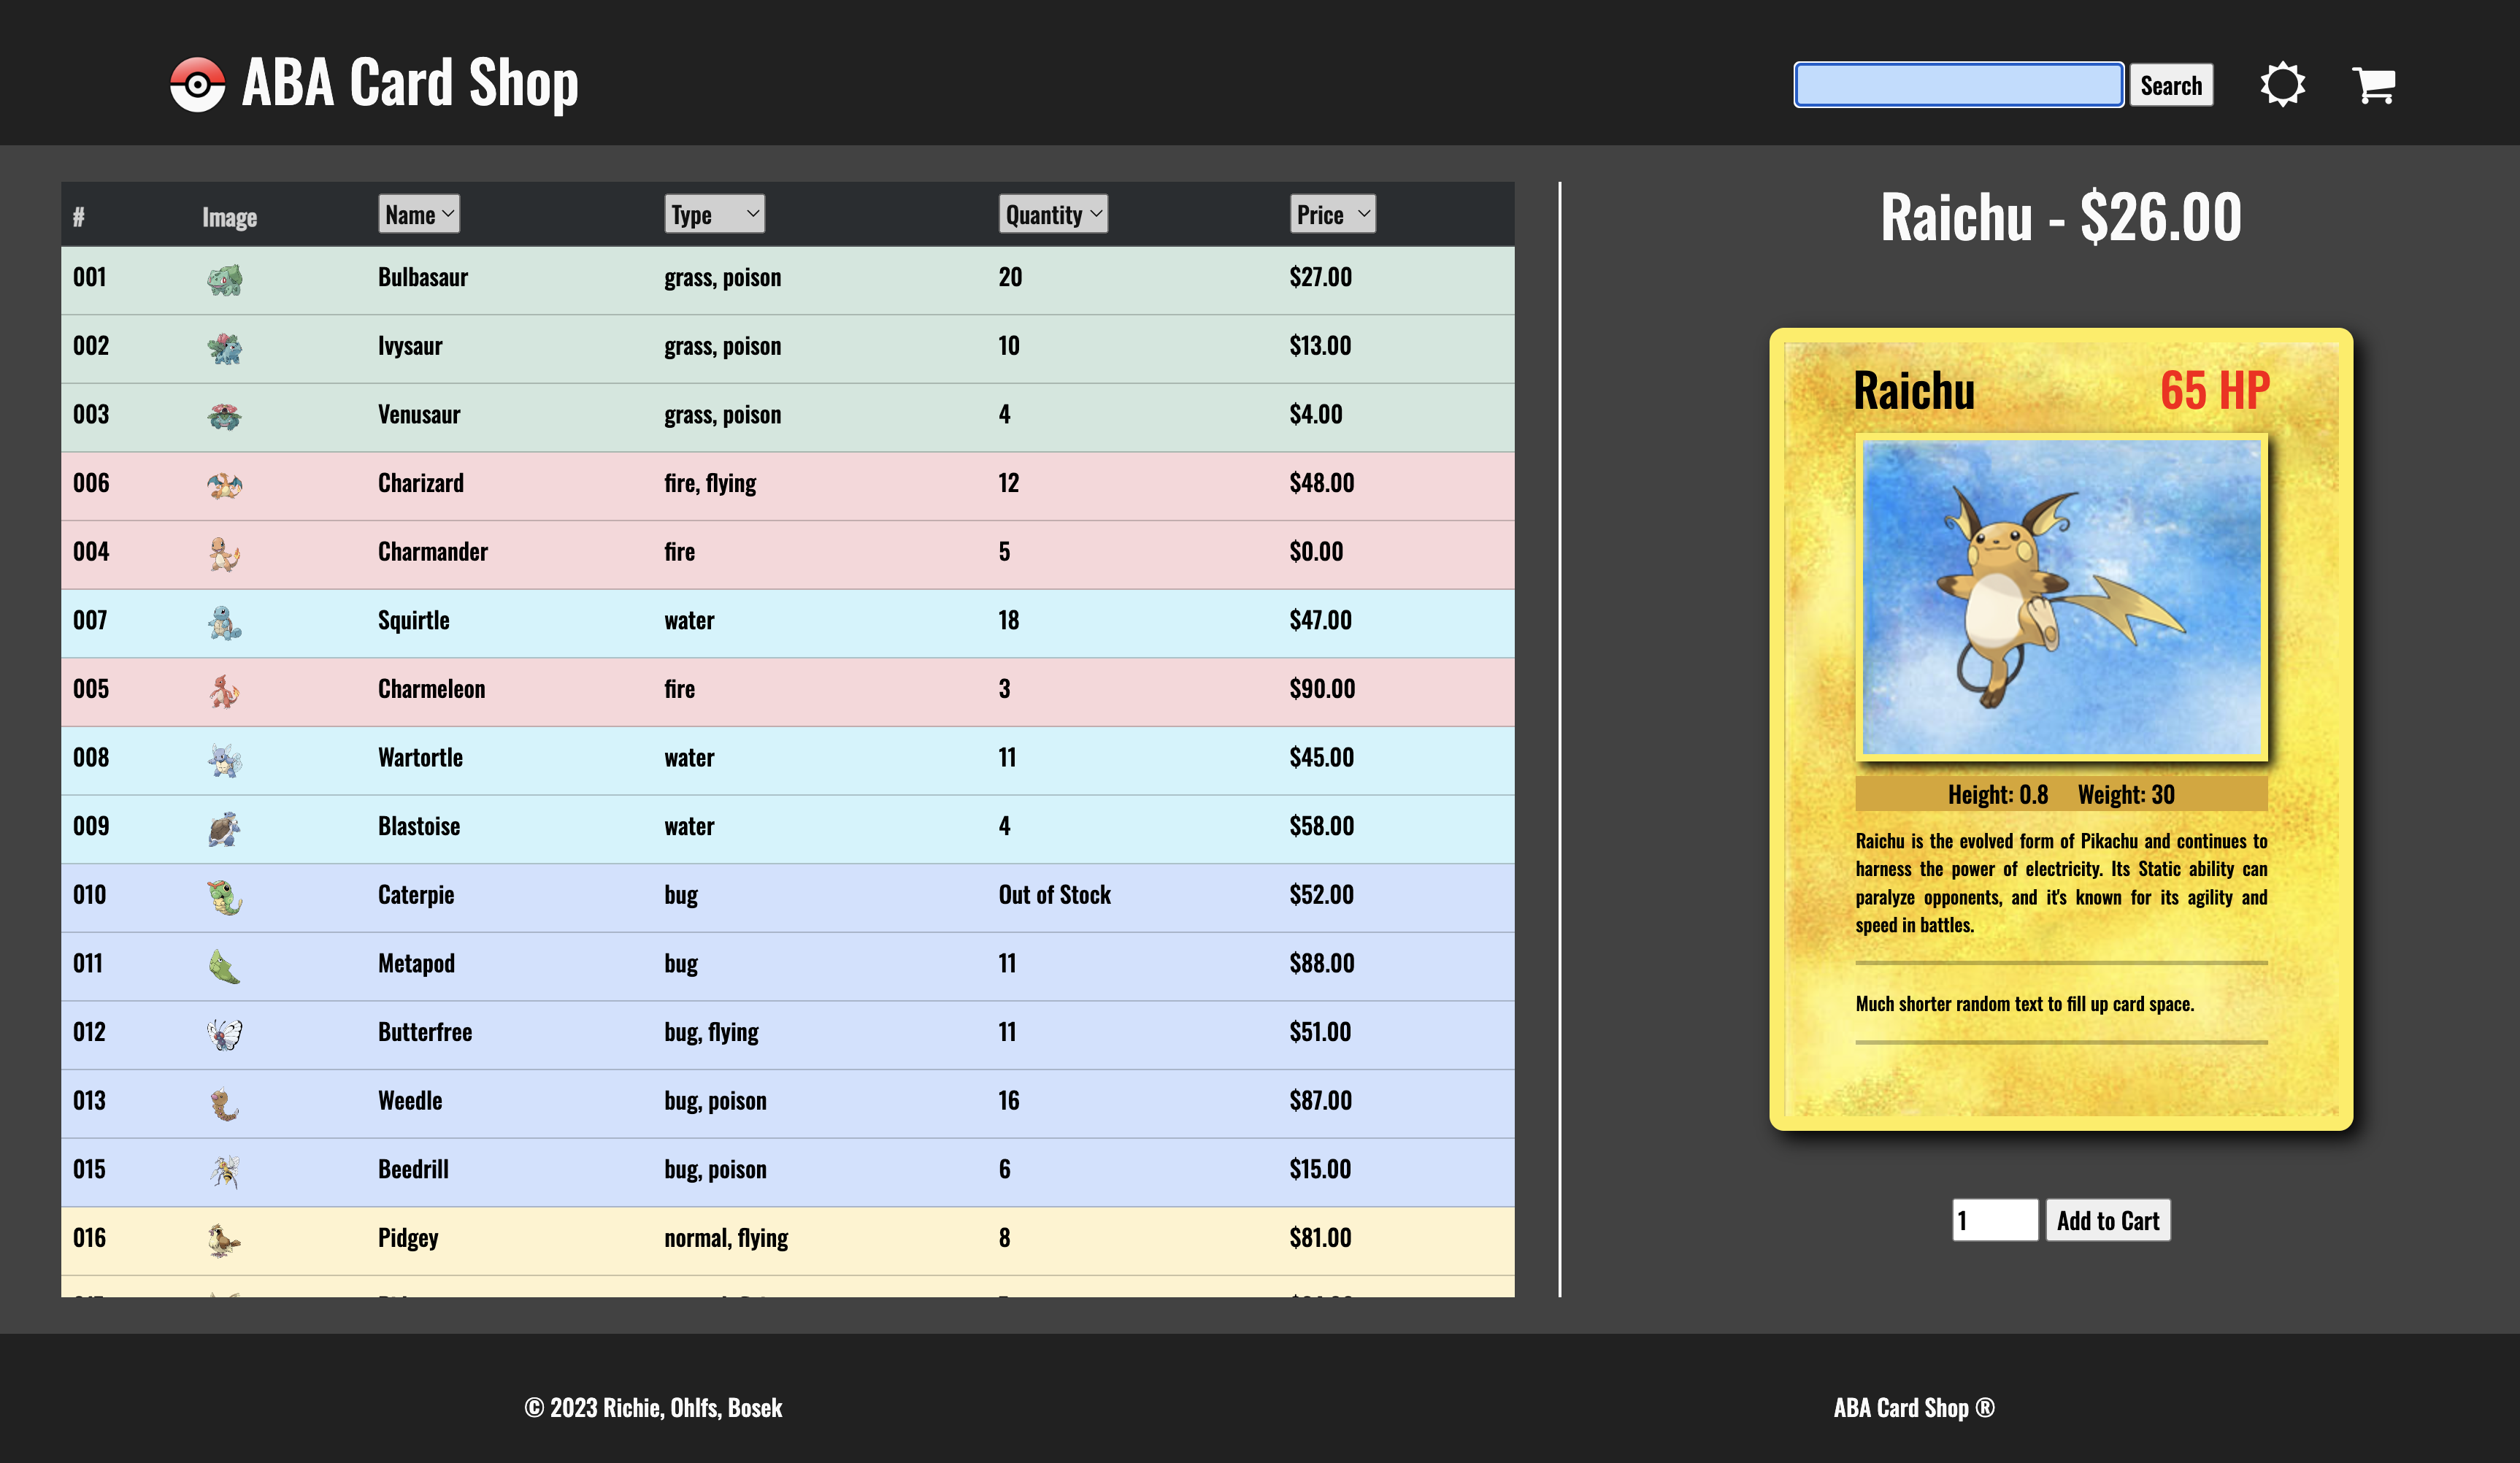 ABA Card Shop
Search
# Image Name Type Quantity Price
001 Bulbasaur grass, poison 20 $27.00
002 Ivysaur grass, poison 10 $13.00
003 Venusaur grass, poison 4 $4.00
006 Charizard fire, flying 12 $48.00
004 Charmander fire 5 $0.00
007 Squirtle water 18 $47.00
005 Charmeleon fire 3 $90.00
008 Wartortle water 11 $45.00
009 Blastoise water 4 $58.00
010 Caterpie bug Out of Stock $52.00
011 Metapod bug 11 $88.00
012 Butterfree bug, flying 11 $51.00
013 Weedle bug, poison 16 $87.00
015 Beedrill bug, poison 6 $15.00
016 Pidgey normal, flying 8 $81.00
Raichu - $26.00
Raichu 65 HP
Height: 0.8 Weight: 30
Raichu is the evolved form of Pikachu and continues to
harness the power of electricity. Its Static ability can
paralyze opponents, and it's known for its agility and
speed in battles.
Much shorter random text to fill up card space.
1 Add to Cart
© 2023 Richie, Ohlfs, Bosek
ABA Card Shop ®